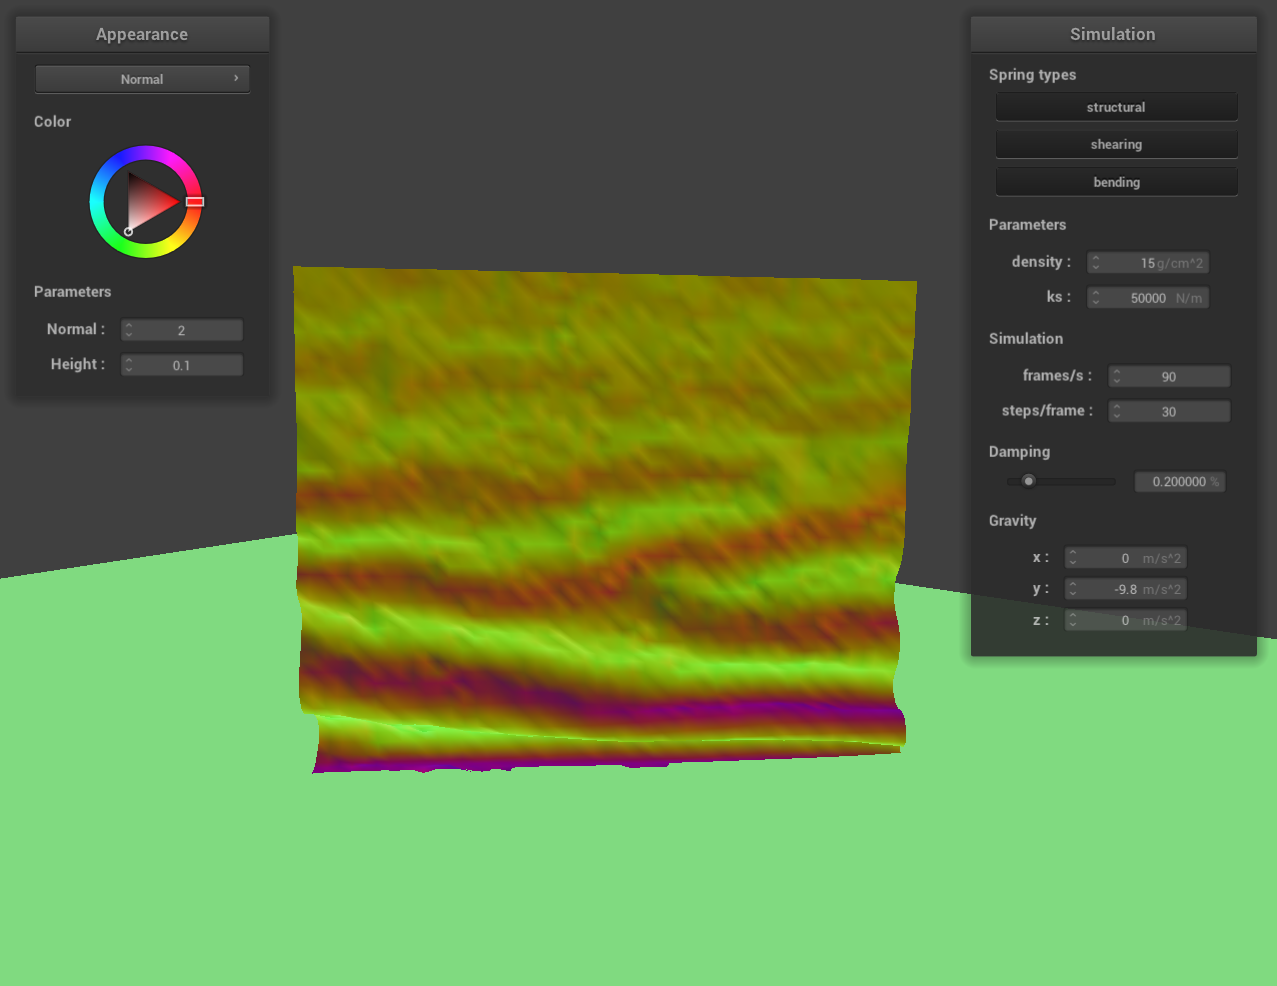 Appearance
Normal
Color
Parameters
Normal : 2
Height : 0.1
Simulation
Spring types
structural
shearing
bending
Parameters
density : 15 g/cm^2
ks : 50000 N/m
Simulation
frames/s : 90
steps/frame : 30
Damping
0.200000 %
Gravity
x : 0 m/s^2
y : -9.8 m/s^2
z : 0 m/s^2